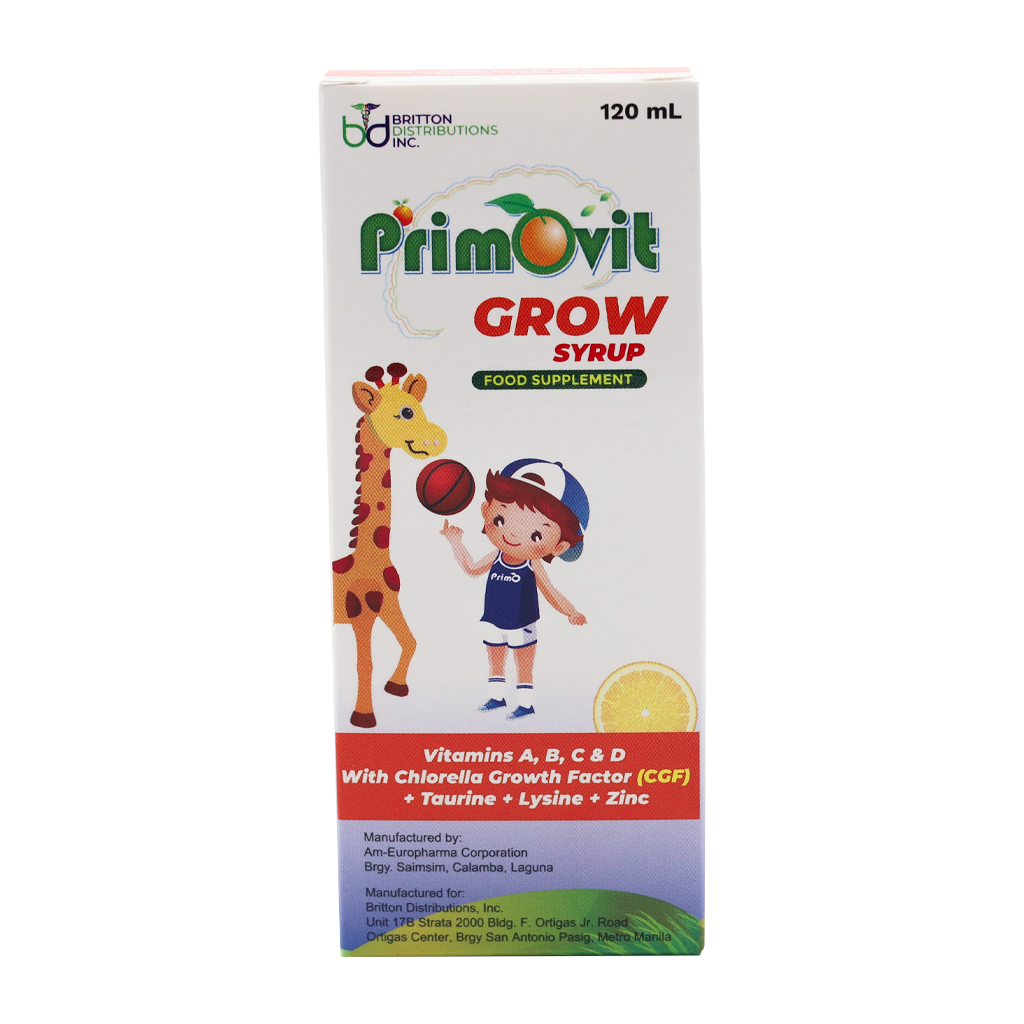 bd BRITTON
DISTRIBUTIONS
INC.
120 mL
PrimOvit
GROW
SYRUP
FOOD SUPPLEMENT
PrimO
Vitamins A, B, C & D
With Chlorella Growth Factor (CGF)
+ Taurine + Lysine + Zinc
Manufactured by:
Am-Europharma Corporation
Brgy. Saimsim, Calamba, Laguna
Manufactured for:
Britton Distributions, Inc.
Unit 17B Strata 2000 Bldg. F. Ortigas Jr. Road
Ortigas Center, Brgy San Antonio Pasig, Metro Manila